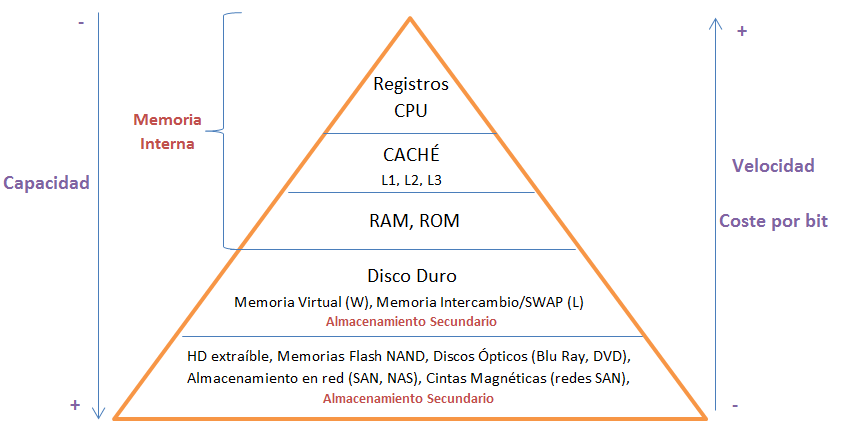 -
+
Registros
CPU
Memoria
Interna
CACHÉ
L1, L2, L3
Capacidad
Velocidad
RAM, ROM
Coste por bit
Disco Duro
Memoria Virtual (W), Memoria Intercambio/SWAP (L)
Almacenamiento Secundario
HD extraíble, Memorias Flash NAND, Discos Ópticos (Blu Ray, DVD),
Almacenamiento en red (SAN, NAS), Cintas Magnéticas (redes SAN),
Almacenamiento Secundario
+
-